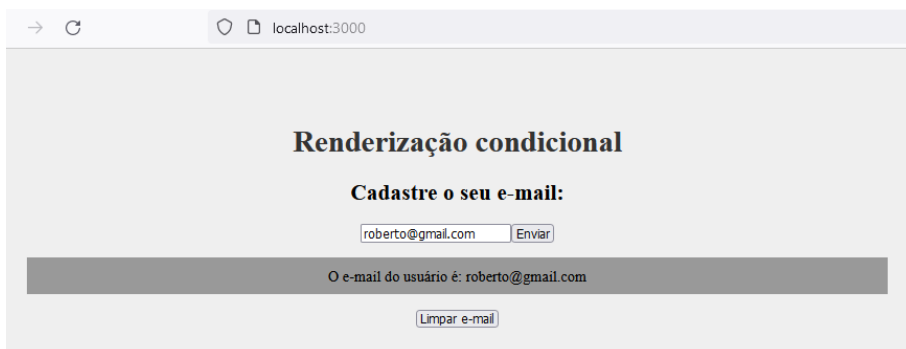 localhost:3000
Renderização condicional
Cadastre o seu e-mail:
roberto@gmail.com Enviar
O e-mail do usuário é: roberto@gmail.com
Limpar e-mail